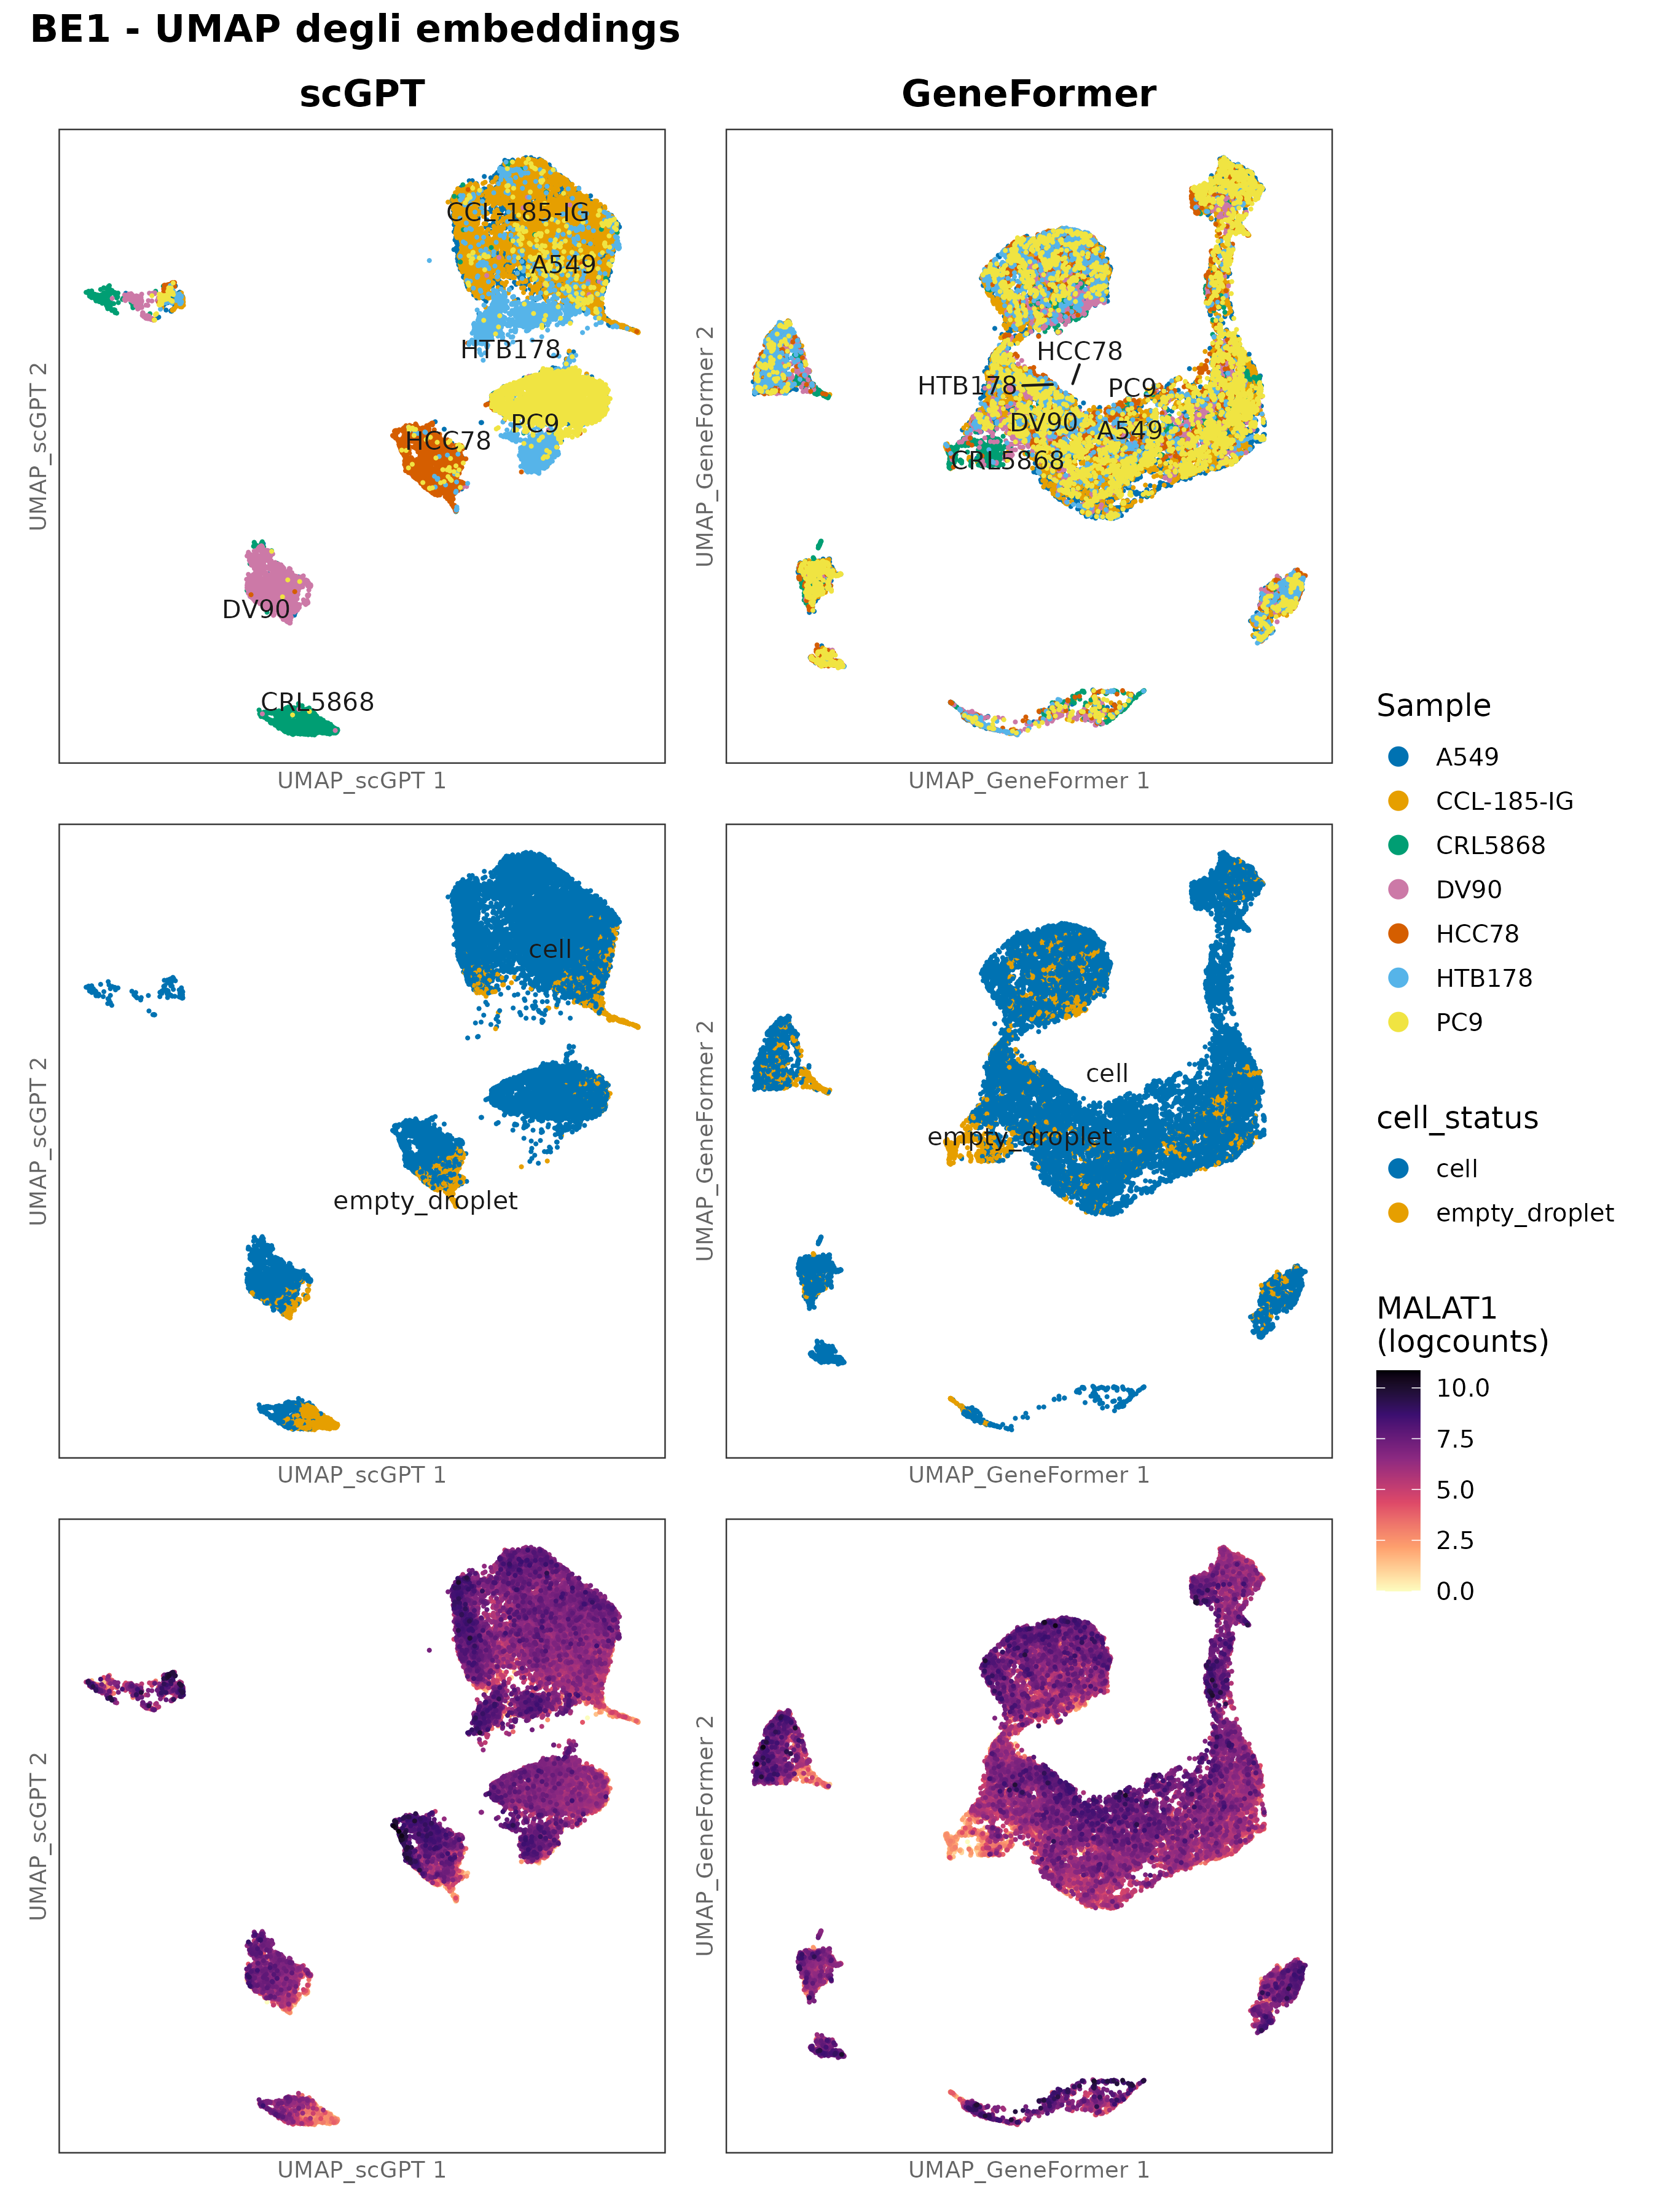 BE1 - UMAP degli embeddings
scGPT
GeneFormer
CCL-185-IG
A549
HTB178
PC9
HCC78
DV90
CRL5868
UMAP_scGPT 2
UMAP_scGPT 1
HCC78
HTB178
PC9
DV90
A549
CRL5868
UMAP_GeneFormer 2
UMAP_GeneFormer 1
Sample
A549
CCL-185-IG
CRL5868
DV90
HCC78
HTB178
PC9
cell
empty_droplet
UMAP_scGPT 2
UMAP_scGPT 1
cell
empty_droplet
UMAP_GeneFormer 2
UMAP_GeneFormer 1
cell_status
cell
empty_droplet
MALAT1
(logcounts)
10.0
7.5
5.0
2.5
0.0
UMAP_scGPT 2
UMAP_scGPT 1
UMAP_GeneFormer 2
UMAP_GeneFormer 1